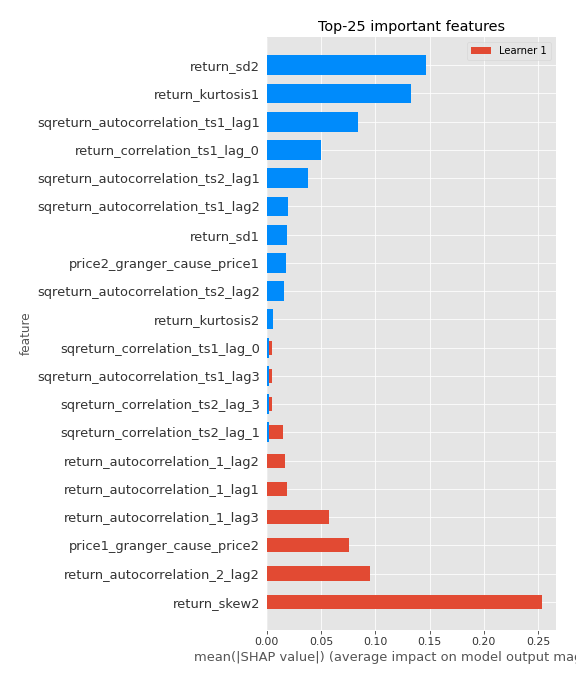 Top-25 important features
Learner 1
return_sd2
return_kurtosis1
sqreturn_autocorrelation_ts1_lag1
return_correlation_ts1_lag_0
sqreturn_autocorrelation_ts2_lag1
sqreturn_autocorrelation_ts1_lag2
return_sd1
price2_granger_cause_price1
sqreturn_autocorrelation_ts2_lag2
return_kurtosis2
sqreturn_correlation_ts1_lag_0
sqreturn_autocorrelation_ts1_lag3
sqreturn_correlation_ts2_lag_3
sqreturn_correlation_ts2_lag_1
return_autocorrelation_1_lag2
return_autocorrelation_1_lag1
return_autocorrelation_1_lag3
price1_granger_cause_price2
return_autocorrelation_2_lag2
return_skew2
feature
0.00 0.05 0.10 0.15 0.20 0.25
mean(|SHAP value|) (average impact on model output mag